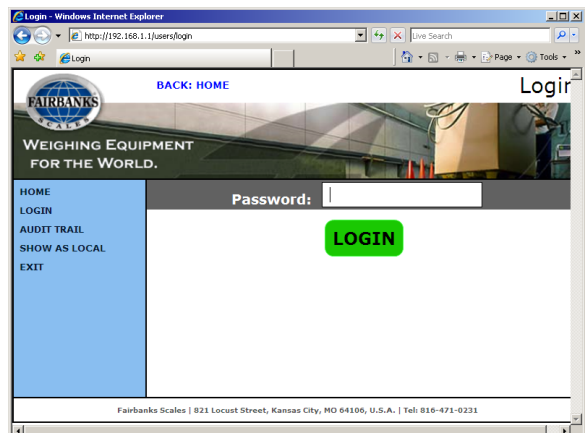 Login - Windows Internet Explorer
http://192.168.1.1/users/login
Live Search
Login
Page
Tools
»
BACK: HOME
Login
FAIRBANKS
SCALES
WEIGHING EQUIPMENT
FOR THE WORLD.
HOME
LOGIN
AUDIT TRAIL
SHOW AS LOCAL
EXIT
Password:
LOGIN
Fairbanks Scales | 821 Locust Street, Kansas City, MO 64106, U.S.A. | Tel: 816-471-0231